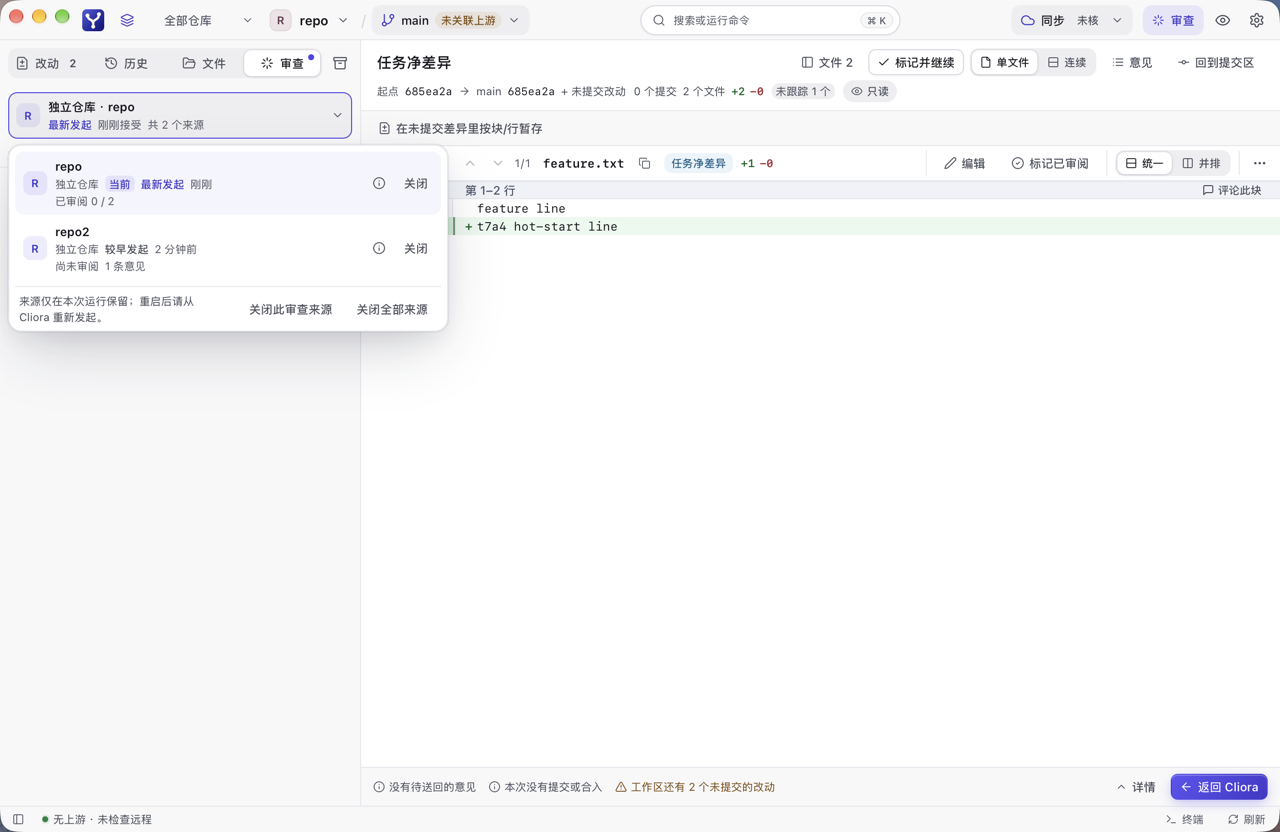 全部仓库
R
repo
/
main
未关联上游
搜索或运行命令
⌘ K
同步
未核
审查
改动 2
历史
文件
审查
任务净差异
文件 2
标记并继续
单文件
连续
意见
回到提交区
起点 685ea2a → main 685ea2a + 未提交改动 0 个提交 2 个文件 +2 −0 未跟踪 1 个 只读
R
独立仓库 · repo
最新发起 刚刚接受 共 2 个来源
在未提交差异里按块/行暂存
1/1 feature.txt
任务净差异
+1 −0
编辑
标记已审阅
统一
并排
第 1–2 行
评论此块
feature line
+ t7a4 hot-start line
R
repo
独立仓库 当前 最新发起 刚刚
已审阅 0 / 2
关闭
R
repo2
独立仓库 较早发起 2 分钟前
尚未审阅 1 条意见
关闭
来源仅在本次运行保留；重启后请从
Cliora 重新发起。
关闭此审查来源
关闭全部来源
没有待送回的意见
本次没有提交或合入
工作区还有 2 个未提交的改动
详情
返回 Cliora
无上游 · 未检查远程
终端
刷新